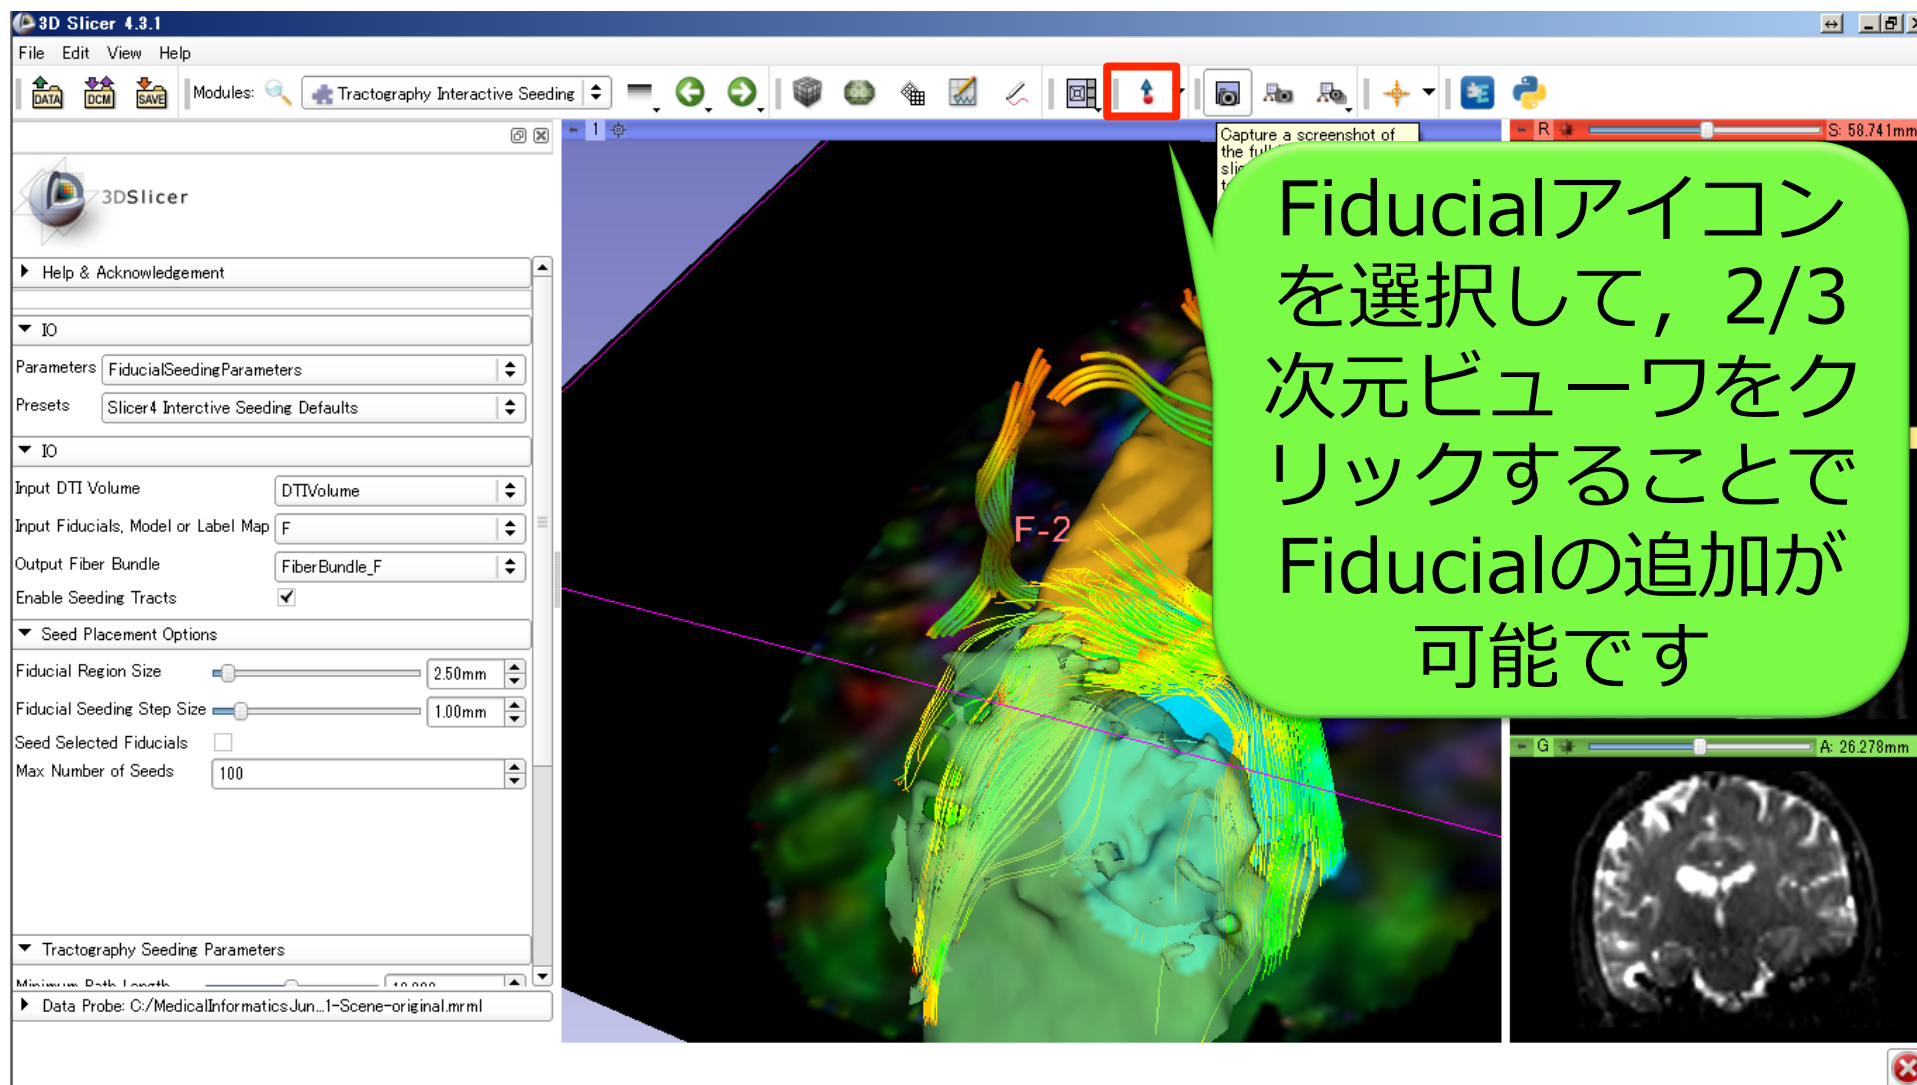 3D Slicer 4.3.1
File Edit View Help
DATA DCM SAVE Modules: Tractography Interactive Seeding
1
Capture a screenshot of
the full
R S: 58.741mm
3DSlicer
Help & Acknowledgement
IO
Parameters FiducialSeedingParameters
Presets Slicer4 Interctive Seeding Defaults
IO
Input DTI Volume DTIVolume
Input Fiducials, Model or Label Map F
Output Fiber Bundle FiberBundle_F
Enable Seeding Tracts
Seed Placement Options
Fiducial Region Size 2.50mm
Fiducial Seeding Step Size 1.00mm
Seed Selected Fiducials
Max Number of Seeds 100
Tractography Seeding Parameters
Minimum Path Length
Data Probe: C:/MedicalInformaticsJun...1-Scene-original.mrml
F-2
Fiducialアイコン
を選択して，2/3
次元ビューワをク
リックすることで
Fiducialの追加が
可能です
G A: 26.278mm